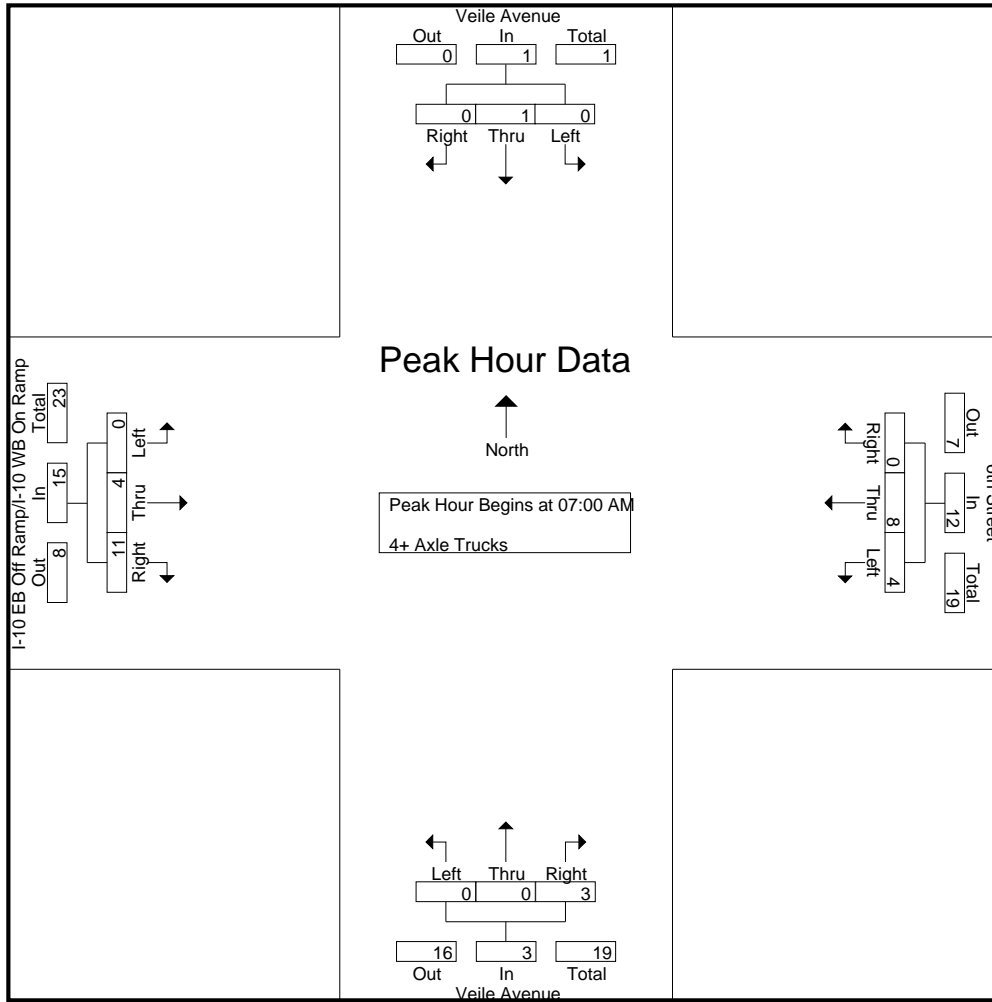 Veile Avenue
Out In Total
0 1 1
0 1 0
Right Thru Left
Peak Hour Data
North
Peak Hour Begins at 07:00 AM
4+ Axle Trucks
I-10 EB Off Ramp/I-10 WB On Ramp
Out In Total
8 15 23
11 4 0
Right Thru Left
Street
Out In Total
7 12 19
0 8 4
Right Thru Left
Left Thru Right
0 0 3
16 3 19
Out In Total
Veile Avenue